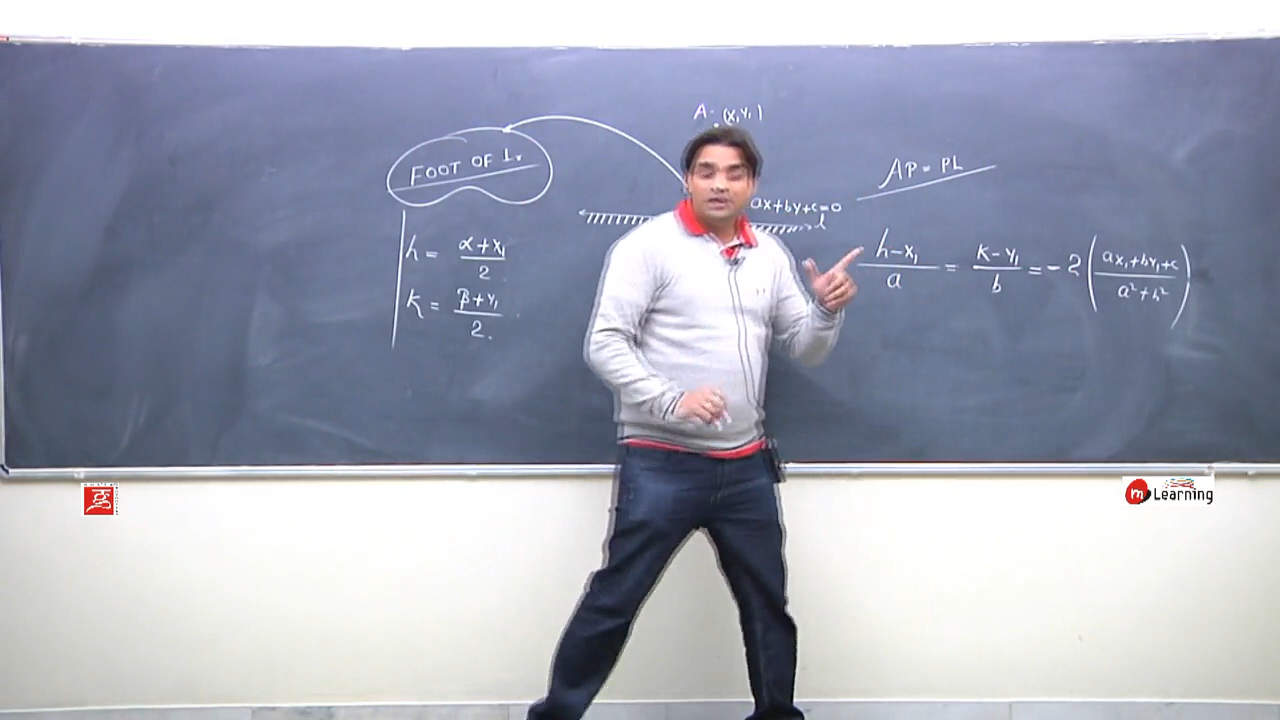 A (x₁ y₁)
FOOT OF ⊥r
AP = PL
ax+by+c=0
l
h = α+x₁/2
h-x₁/a = K-y₁/b = -2(ax₁+by₁+c/a²+b²)
K = β+y₁/2.
m Learning